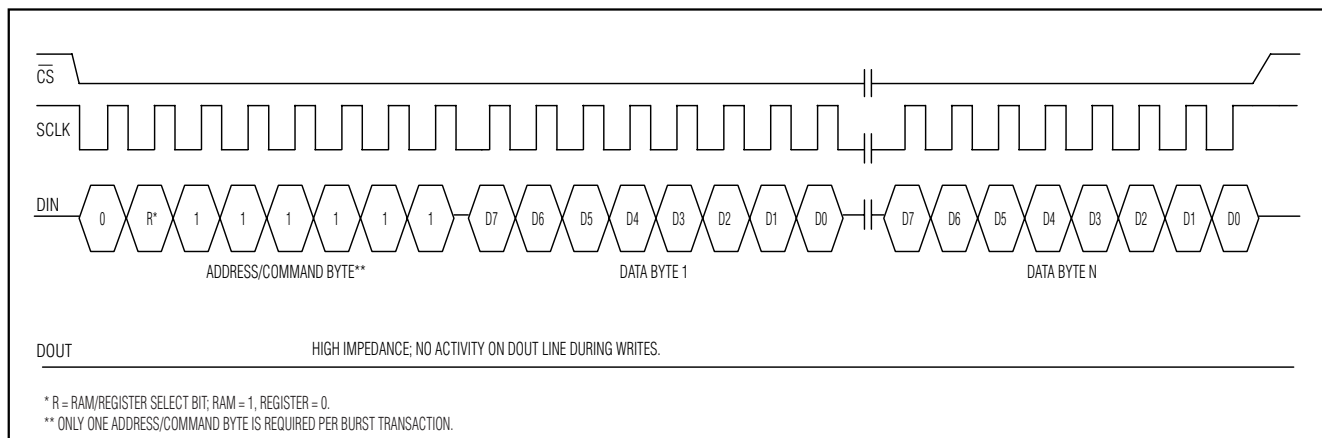 CS
SCLK
DIN 0 R* 1 1 1 1 1 1 D7 D6 D5 D4 D3 D2 D1 D0 D7 D6 D5 D4 D3 D2 D1 D0
ADDRESS/COMMAND BYTE** DATA BYTE 1 DATA BYTE N
DOUT HIGH IMPEDANCE; NO ACTIVITY ON DOUT LINE DURING WRITES.
* R = RAM/REGISTER SELECT BIT; RAM = 1, REGISTER = 0.
** ONLY ONE ADDRESS/COMMAND BYTE IS REQUIRED PER BURST TRANSACTION.